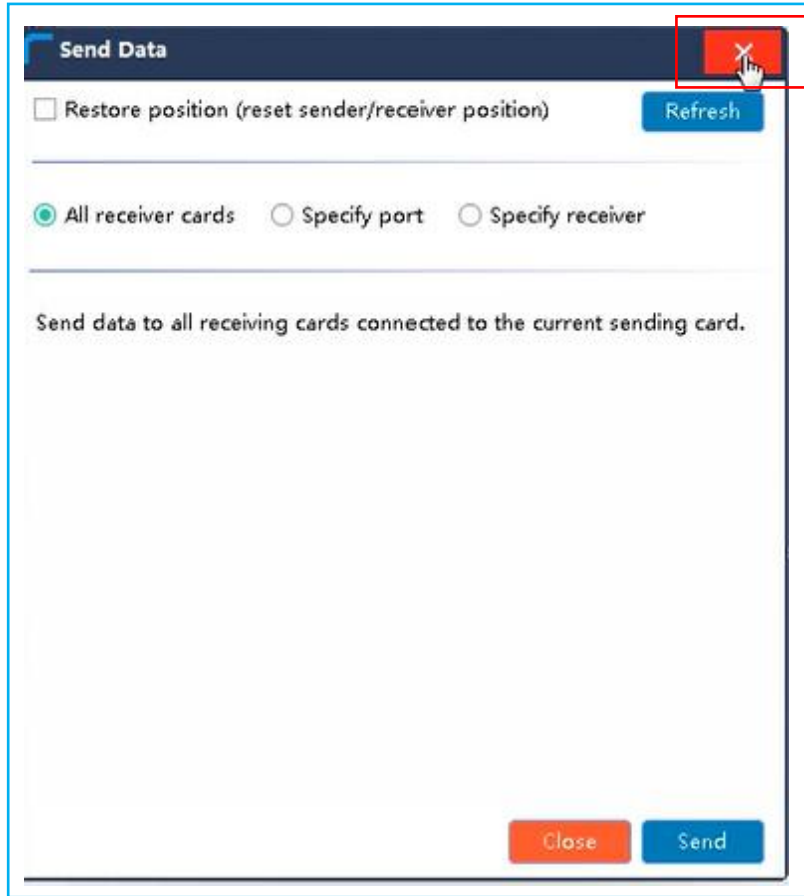 Send Data
Restore position (reset sender/receiver position)
Refresh
All receiver cards Specify port Specify receiver
Send data to all receiving cards connected to the current sending card.
Close Send